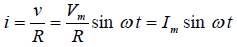 i = v/R = V_m/R sin ωt = I_m sin ωt